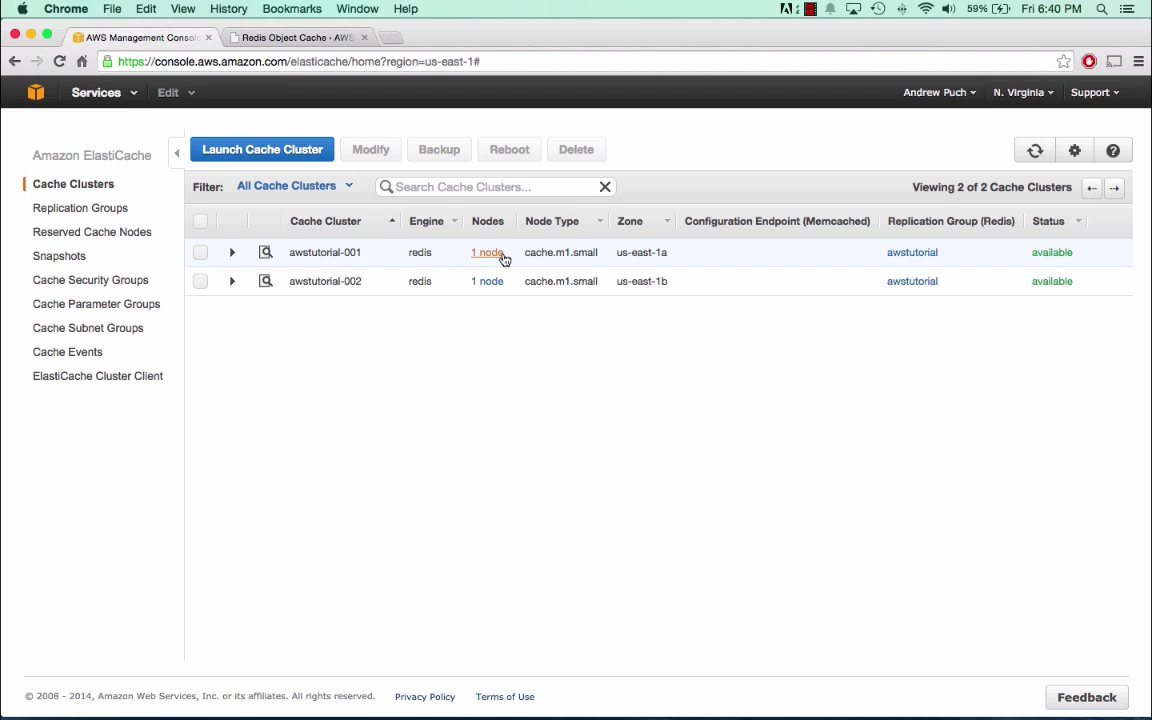 Chrome File Edit View History Bookmarks Window Help 59% Fri 6:40 PM
AWS Management Consol Redis Object Cache · AWS
https://console.aws.amazon.com/elasticache/home?region=us-east-1#
Services Edit Andrew Puch N. Virginia Support
Amazon ElastiCache
Cache Clusters
Replication Groups
Reserved Cache Nodes
Snapshots
Cache Security Groups
Cache Parameter Groups
Cache Subnet Groups
Cache Events
ElastiCache Cluster Client
Launch Cache Cluster Modify Backup Reboot Delete
Filter: All Cache Clusters Search Cache Clusters... Viewing 2 of 2 Cache Clusters
Cache Cluster Engine Nodes Node Type Zone Configuration Endpoint (Memcached) Replication Group (Redis) Status
awstutorial-001 redis 1 node cache.m1.small us-east-1a awstutorial available
awstutorial-002 redis 1 node cache.m1.small us-east-1b awstutorial available
© 2008 - 2014, Amazon Web Services, Inc. or its affiliates. All rights reserved. Privacy Policy Terms of Use Feedback